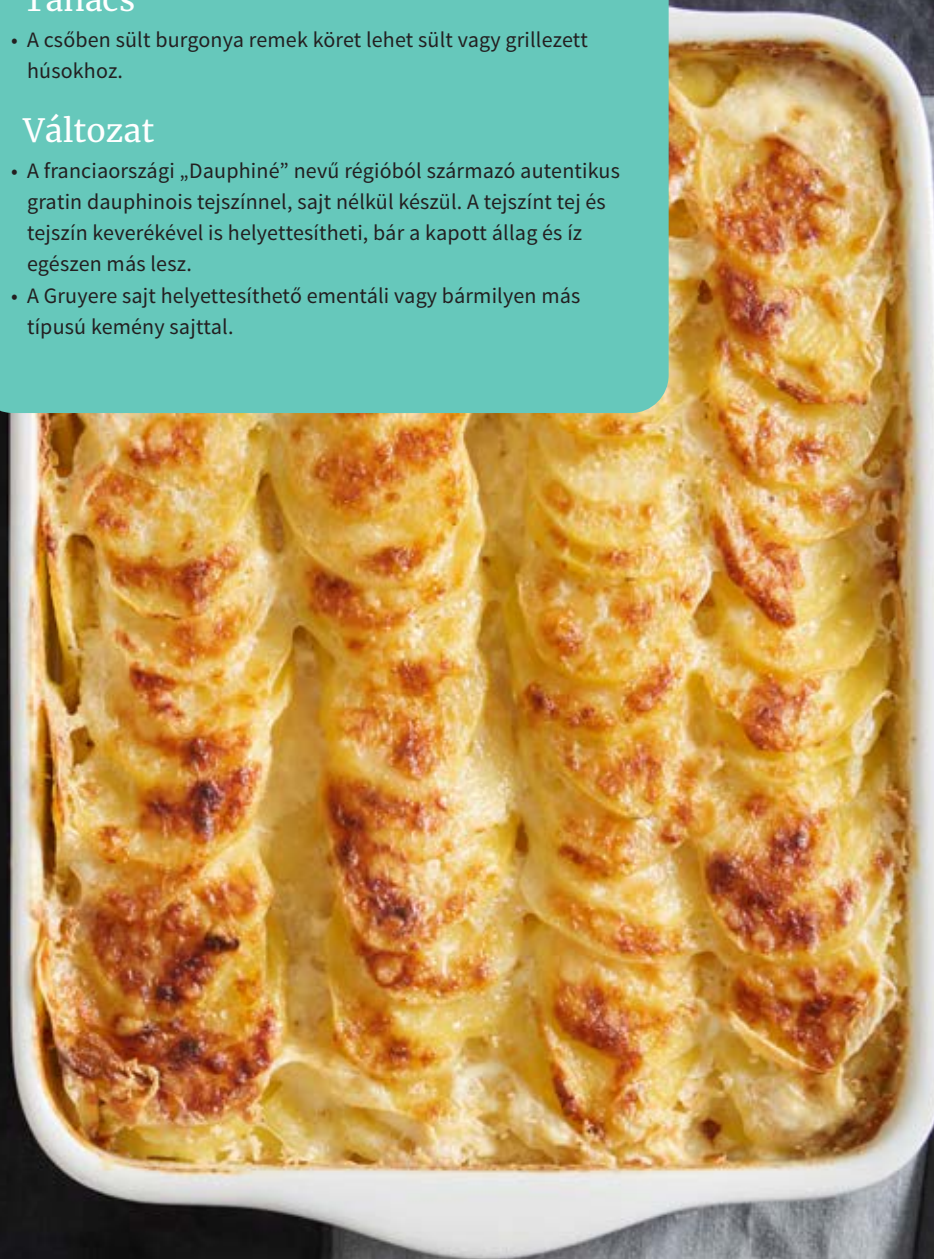 Tanács
• A csőben sült burgonya remek köret lehet sült vagy grillezett
húsokhoz.
Változat
• A franciaországi „Dauphiné” nevű régióból származó autentikus
gratin dauphinois tejszínnel, sajt nélkül készül. A tejszínt tej és
tejszín keverékével is helyettesítheti, bár a kapott állag és íz
egészen más lesz.
• A Gruyere sajt helyettesíthető ementáli vagy bármilyen más
típusú kemény sajttal.